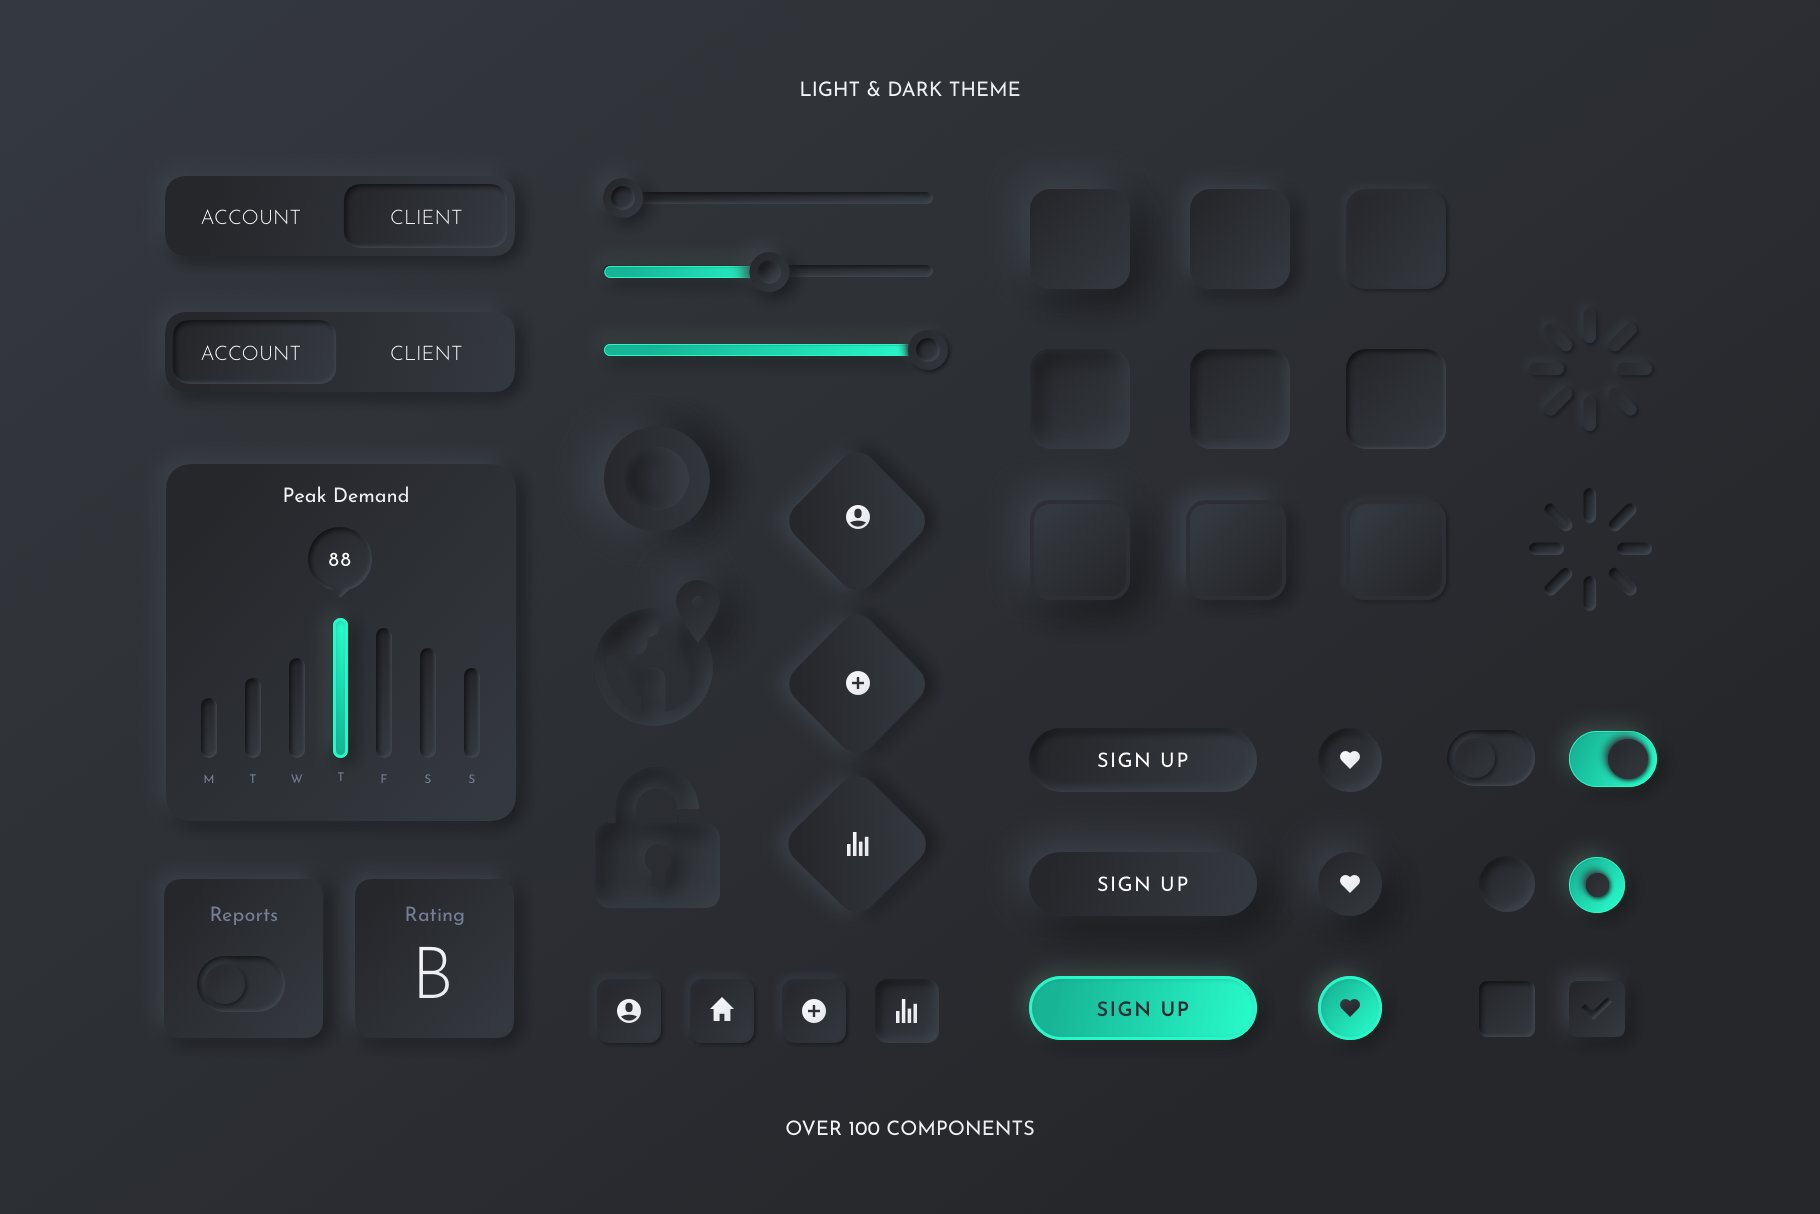 LIGHT & DARK THEME
ACCOUNT CLIENT
ACCOUNT CLIENT
Peak Demand
88
M T W T F S S
Reports
Rating
B
SIGN UP
SIGN UP
SIGN UP
OVER 100 COMPONENTS